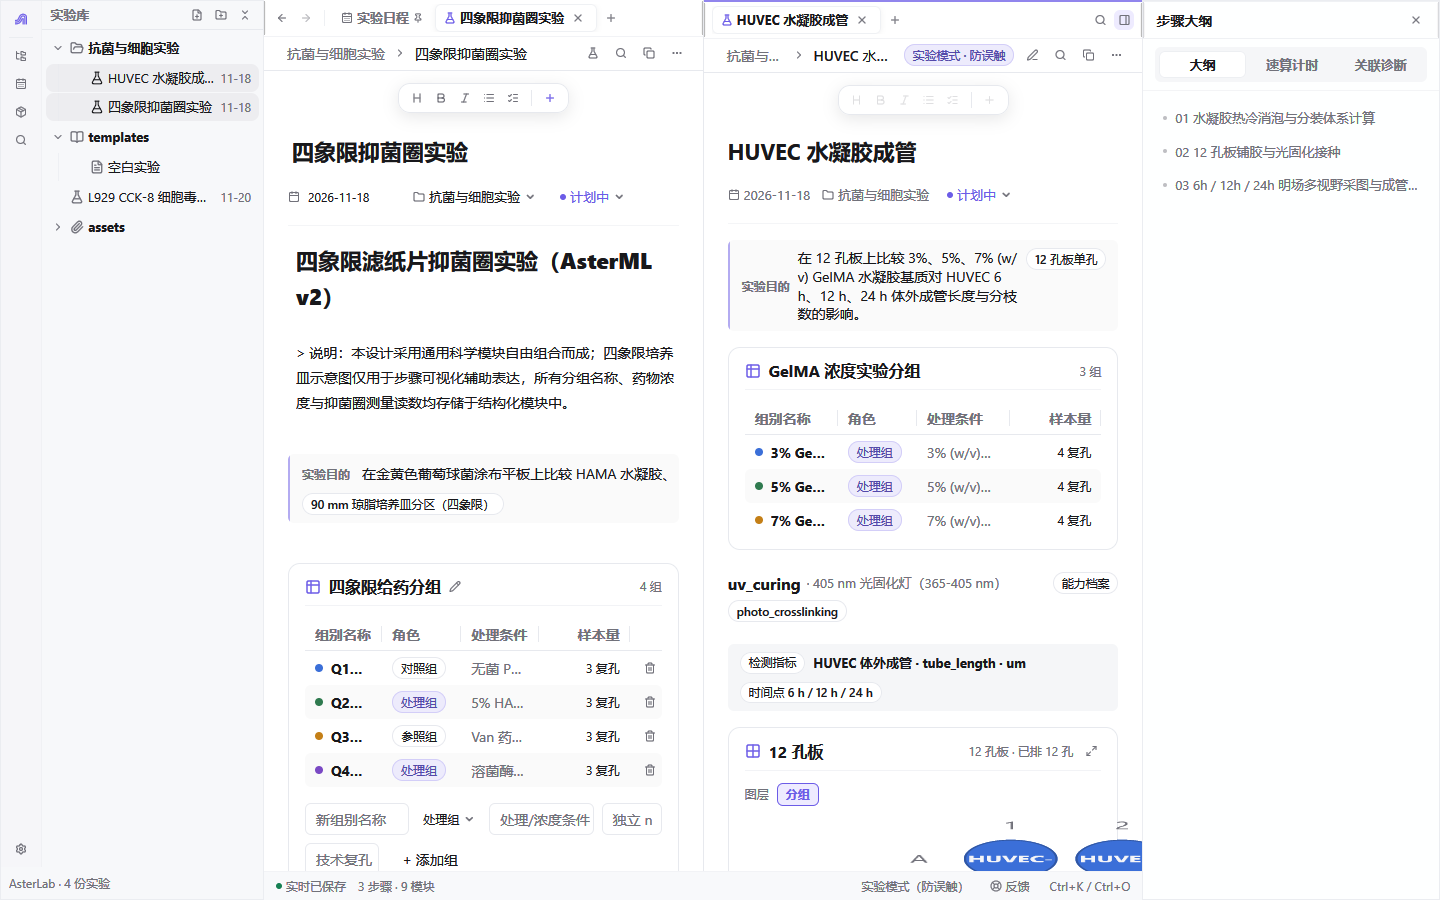 实验库
抗菌与细胞实验
HUVEC 水凝胶成... 11-18
四象限抑菌圈实验 11-18
templates
空白实验
L929 CCK-8 细胞毒... 11-20
assets
AsterLab · 4 份实验
实验日程
四象限抑菌圈实验
抗菌与细胞实验
四象限抑菌圈实验
H B I
四象限抑菌圈实验
2026-11-18 抗菌与细胞实验 计划中
四象限滤纸片抑菌圈实验（AsterML
v2）
> 说明：本设计采用通用科学模块自由组合而成；四象限培养
皿示意图仅用于步骤可视化辅助表达，所有分组名称、药物浓
度与抑菌圈测量读数均存储于结构化模块中。
实验目的 在金黄色葡萄球菌涂布平板上比较 HAMA 水凝胶、
90 mm 琼脂培养皿分区（四象限）
四象限给药分组 4 组
组别名称 角色 处理条件 样本量
Q1... 对照组 无菌 P... 3 复孔
Q2... 处理组 5% HA... 3 复孔
Q3... 参照组 Van 药... 3 复孔
Q4... 处理组 溶菌酶... 3 复孔
新组别名称 处理组 处理/浓度条件 独立 n
技术复孔 + 添加组
实时已保存 3 步骤 · 9 模块
HUVEC 水凝胶成管
抗菌与... HUVEC 水... 实验模式 · 防误触
H B I
HUVEC 水凝胶成管
2026-11-18 抗菌与细胞实验 计划中
实验目的
在 12 孔板上比较 3%、5%、7% (w/
v) GelMA 水凝胶基质对 HUVEC 6
h、12 h、24 h 体外成管长度与分枝
数的影响。
12 孔板单孔
GelMA 浓度实验分组 3 组
组别名称 角色 处理条件 样本量
3% Ge... 处理组 3% (w/v)... 4 复孔
5% Ge... 处理组 5% (w/v)... 4 复孔
7% Ge... 处理组 7% (w/v)... 4 复孔
uv_curing · 405 nm 光固化灯（365-405 nm） 能力档案
photo_crosslinking
检测指标 HUVEC 体外成管 · tube_length · um
时间点 6 h / 12 h / 24 h
12 孔板 12 孔板 · 已排 12 孔
图层 分组
1 2
A HUVEC- HUVE
实验模式（防误触） 反馈 Ctrl+K / Ctrl+O
步骤大纲
大纲 速算计时 关联诊断
01 水凝胶热冷消泡与分装体系计算
02 12 孔板铺胶与光固化接种
03 6h / 12h / 24h 明场多视野采图与成管...